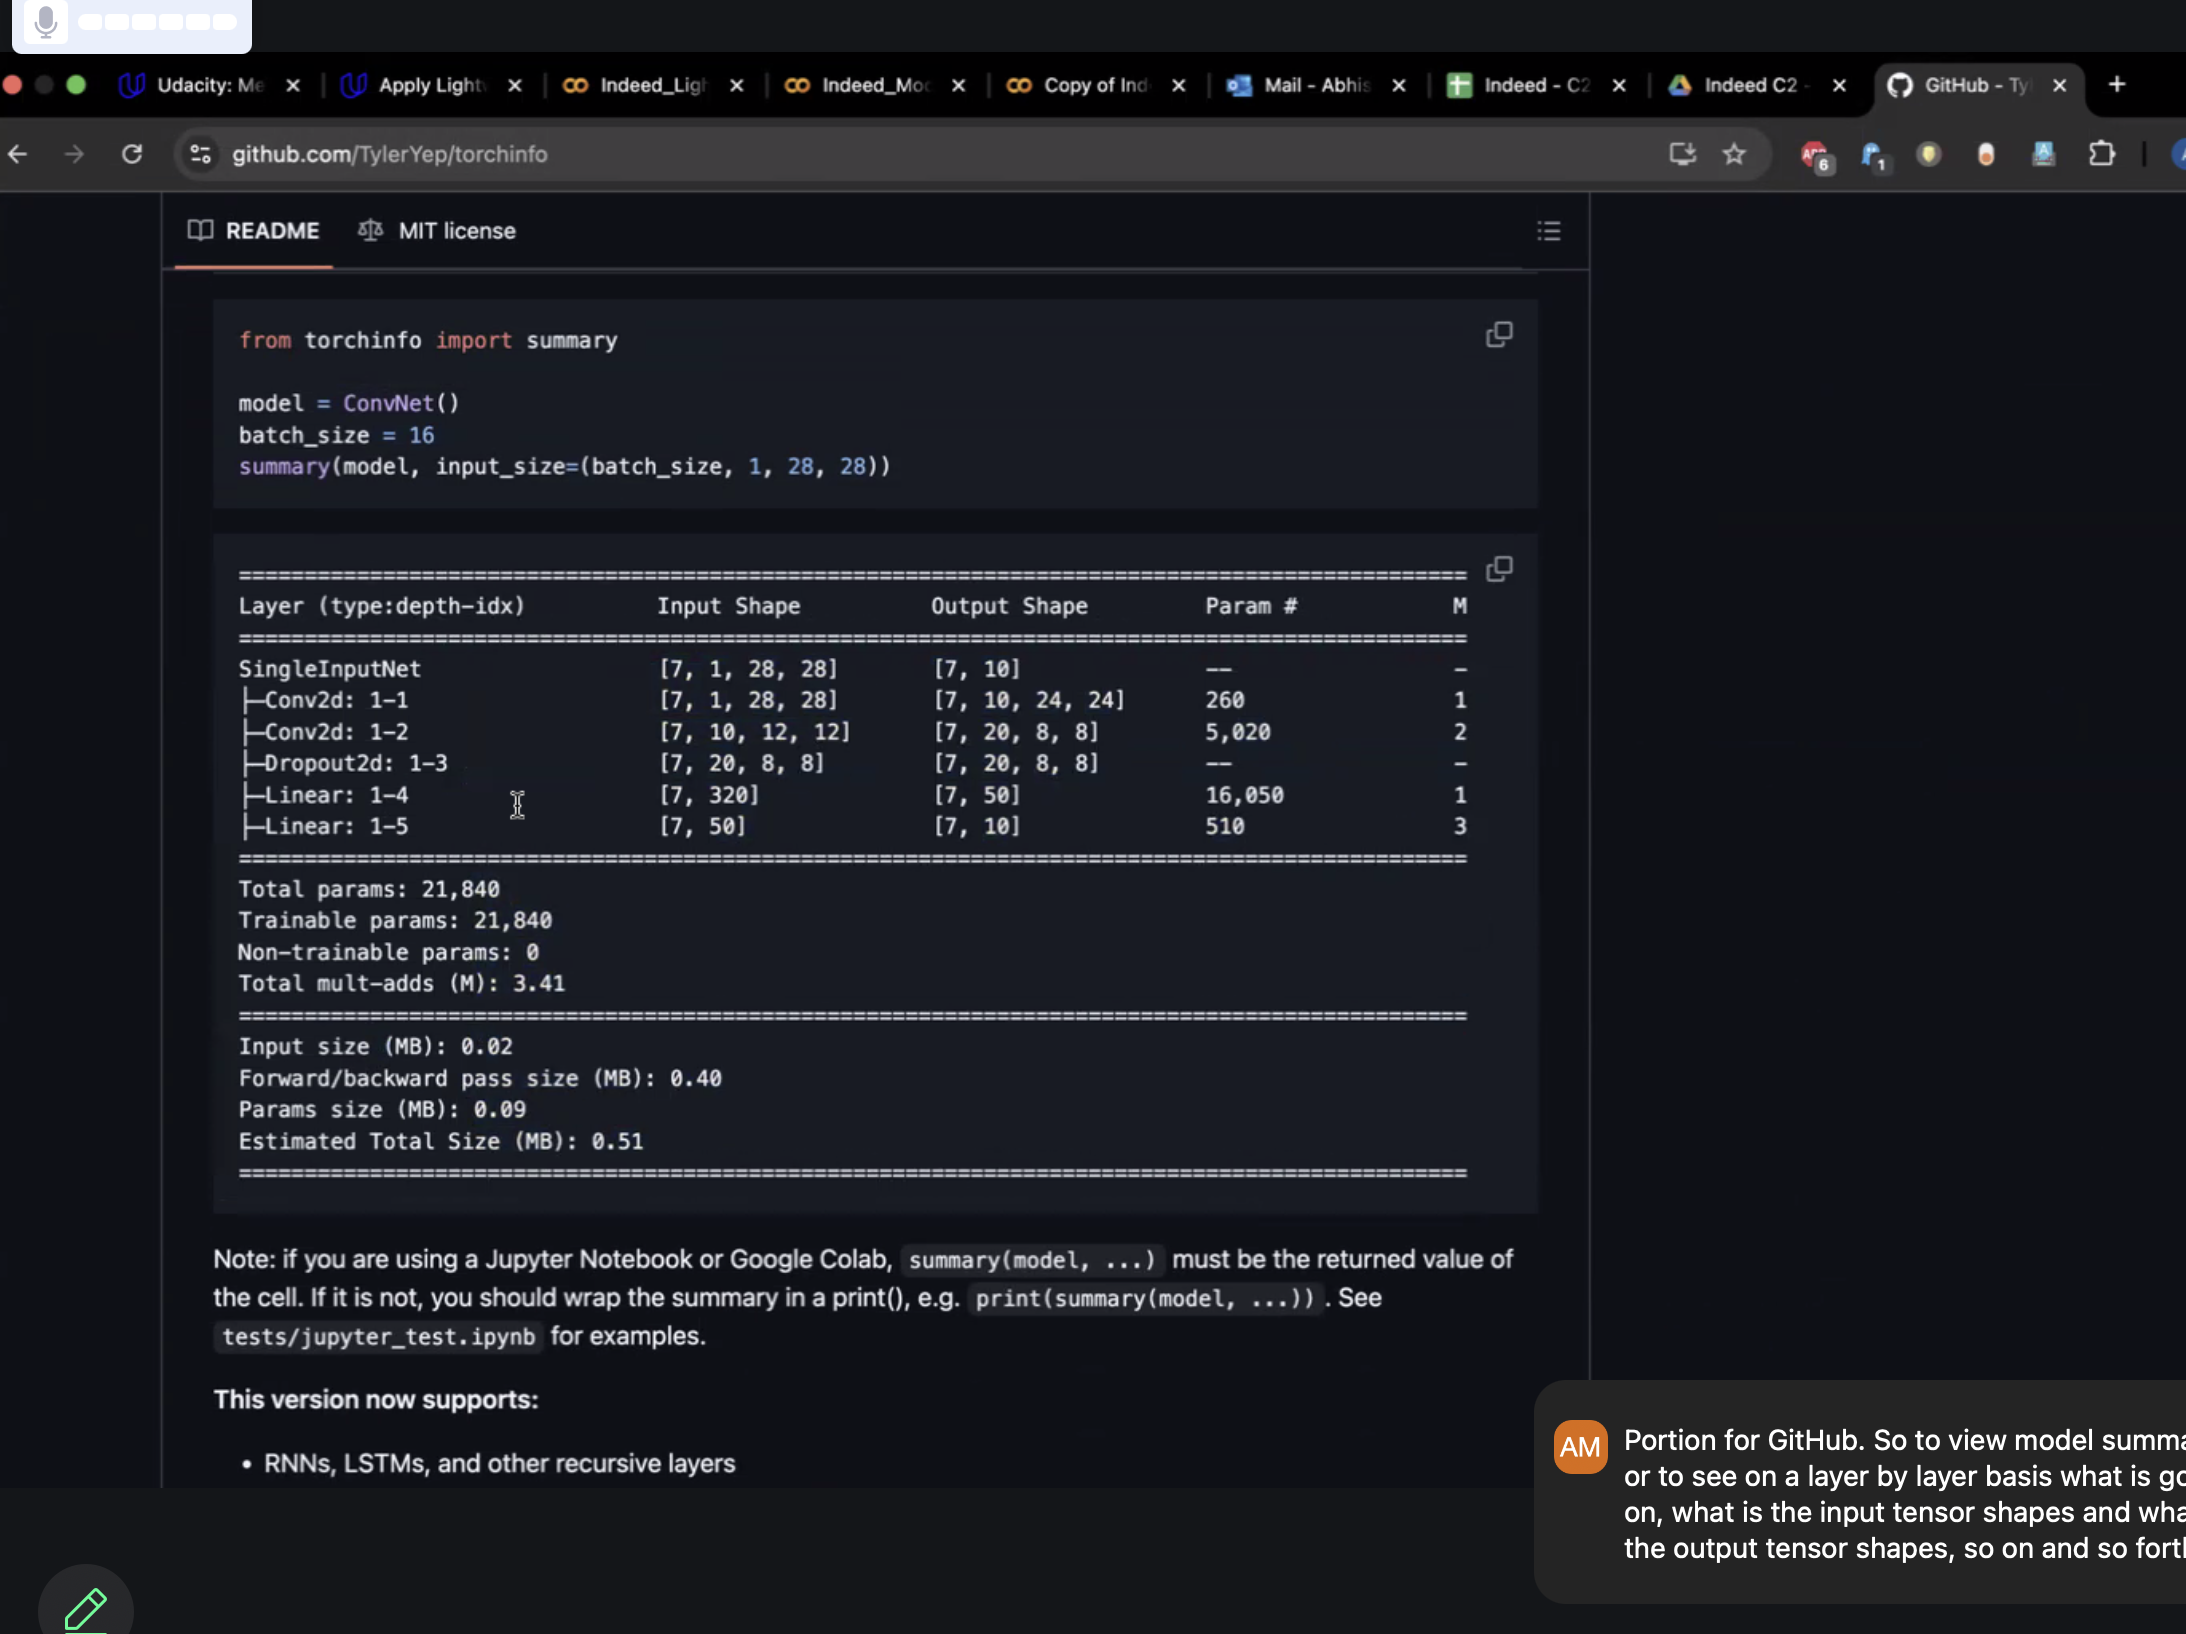 Udacity: Me
Apply Light
Indeed_Ligh
Indeed_Moc
Copy of Ind
Mail - Abhis
Indeed - C2
Indeed C2 -
GitHub - Tyl
github.com/TylerYep/torchinfo
6
1
README
MIT license
from torchinfo import summary
model = ConvNet()
batch_size = 16
summary(model, input_size=(batch_size, 1, 28, 28))
==============================================================================================
Layer (type:depth-idx) Input Shape Output Shape Param # M
==============================================================================================
SingleInputNet [7, 1, 28, 28] [7, 10] -- -
├─Conv2d: 1-1 [7, 1, 28, 28] [7, 10, 24, 24] 260 1
├─Conv2d: 1-2 [7, 10, 12, 12] [7, 20, 8, 8] 5,020 2
├─Dropout2d: 1-3 [7, 20, 8, 8] [7, 20, 8, 8] -- -
├─Linear: 1-4 [7, 320] [7, 50] 16,050 1
├─Linear: 1-5 [7, 50] [7, 10] 510 3
==============================================================================================
Total params: 21,840
Trainable params: 21,840
Non-trainable params: 0
Total mult-adds (M): 3.41
==============================================================================================
Input size (MB): 0.02
Forward/backward pass size (MB): 0.40
Params size (MB): 0.09
Estimated Total Size (MB): 0.51
==============================================================================================
Note: if you are using a Jupyter Notebook or Google Colab, summary(model, ...) must be the returned value of
the cell. If it is not, you should wrap the summary in a print(), e.g. print(summary(model, ...)) . See
tests/jupyter_test.ipynb for examples.
This version now supports:
• RNNs, LSTMs, and other recursive layers
AM
Portion for GitHub. So to view model summa
or to see on a layer by layer basis what is go
on, what is the input tensor shapes and wha
the output tensor shapes, so on and so fort